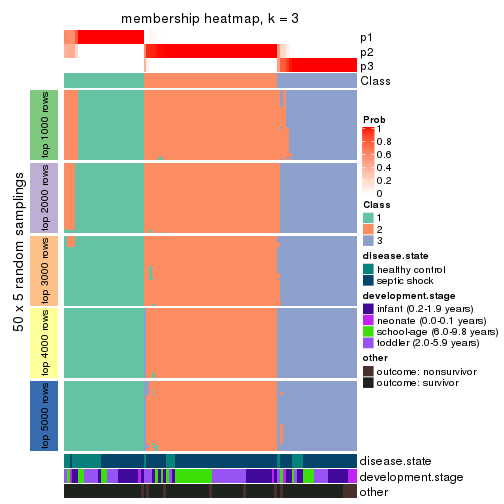 membership heatmap, k = 3
p1
p2
p3
Class
50 x 5 random samplings
top 1000 rows
top 2000 rows
top 3000 rows
top 4000 rows
top 5000 rows
Prob
1
0.8
0.6
0.4
0.2
0
Class
1
2
3
disease.state
healthy control
septic shock
development.stage
infant (0.2-1.9 years)
neonate (0.0-0.1 years)
school-age (6.0-9.8 years)
toddler (2.0-5.9 years)
other
outcome: nonsurvivor
outcome: survivor
disease.state
development.stage
other